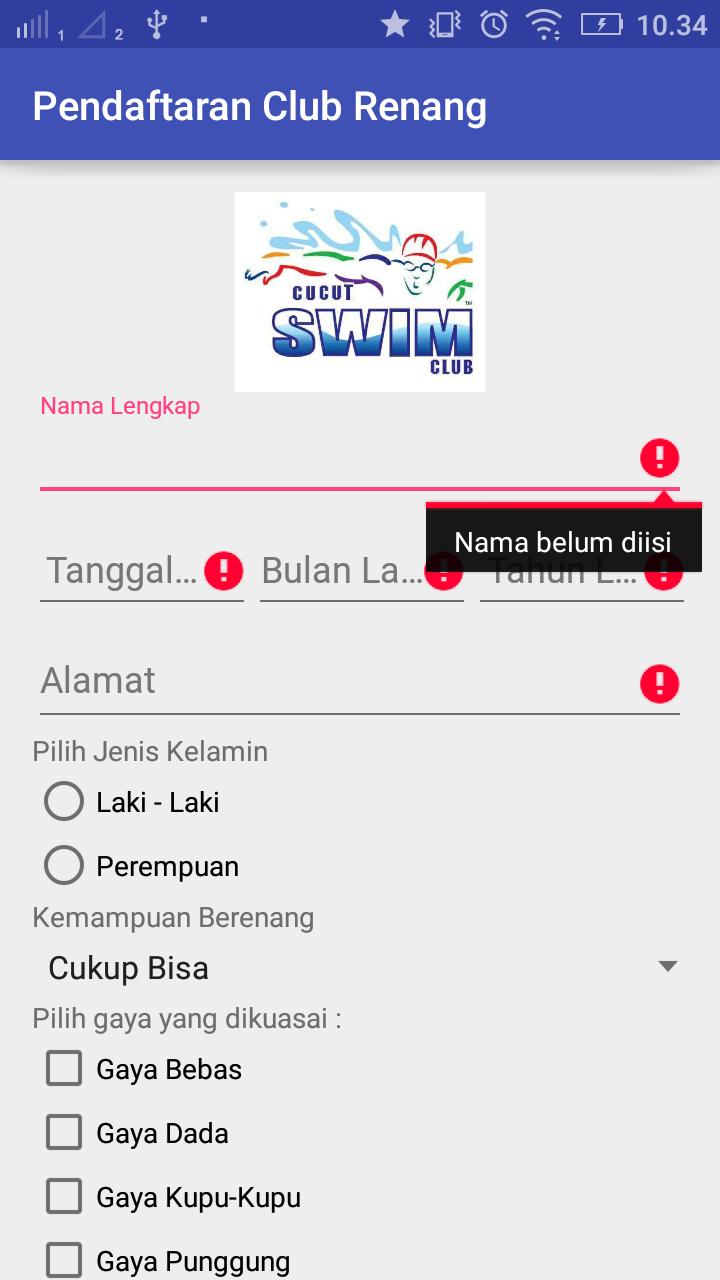 1 2 10.34
Pendaftaran Club Renang
CUCUT
SWIM
™
CLUB
Nama Lengkap
Nama belum diisi
Tanggal... Bulan La... Tahun L...
Alamat
Pilih Jenis Kelamin
Laki - Laki
Perempuan
Kemampuan Berenang
Cukup Bisa
Pilih gaya yang dikuasai :
Gaya Bebas
Gaya Dada
Gaya Kupu-Kupu
Gaya Punggung